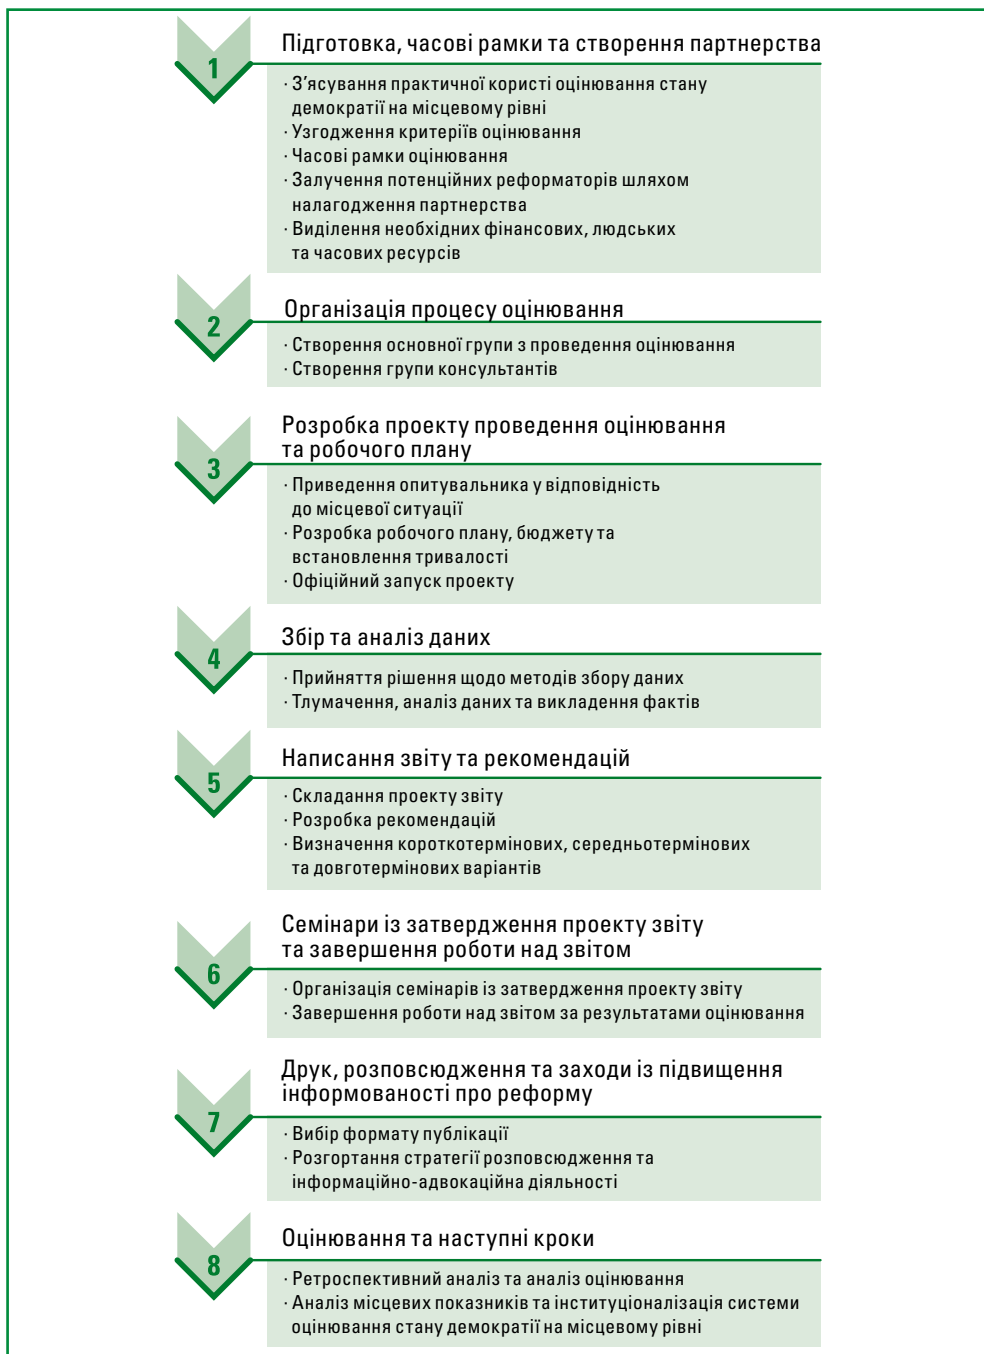 1
Підготовка, часові рамки та створення партнерства
· З’ясування практичної користі оцінювання стану
демократії на місцевому рівні
· Узгодження критеріїв оцінювання
· Часові рамки оцінювання
· Залучення потенційних реформаторів шляхом
налагодження партнерства
· Виділення необхідних фінансових, людських
та часових ресурсів
2
Організація процесу оцінювання
· Створення основної групи з проведення оцінювання
· Створення групи консультантів
3
Розробка проекту проведення оцінювання
та робочого плану
· Приведення опитувальника у відповідність
до місцевої ситуації
· Розробка робочого плану, бюджету та
встановлення тривалості
· Офіційний запуск проекту
4
Збір та аналіз даних
· Прийняття рішення щодо методів збору даних
· Тлумачення, аналіз даних та викладення фактів
5
Написання звіту та рекомендацій
· Складання проекту звіту
· Розробка рекомендацій
· Визначення короткотермінових, середньотермінових
та довготермінових варіантів
6
Семінари із затвердження проекту звіту
та завершення роботи над звітом
· Організація семінарів із затвердження проекту звіту
· Завершення роботи над звітом за результатами оцінювання
7
Друк, розповсюдження та заходи із підвищення
інформованості про реформу
· Вибір формату публікації
· Розгортання стратегії розповсюдження та
інформаційно-адвокаційна діяльності
8
Оцінювання та наступні кроки
· Ретроспективний аналіз та аналіз оцінювання
· Аналіз місцевих показників та інституціоналізація системи
оцінювання стану демократії на місцевому рівні